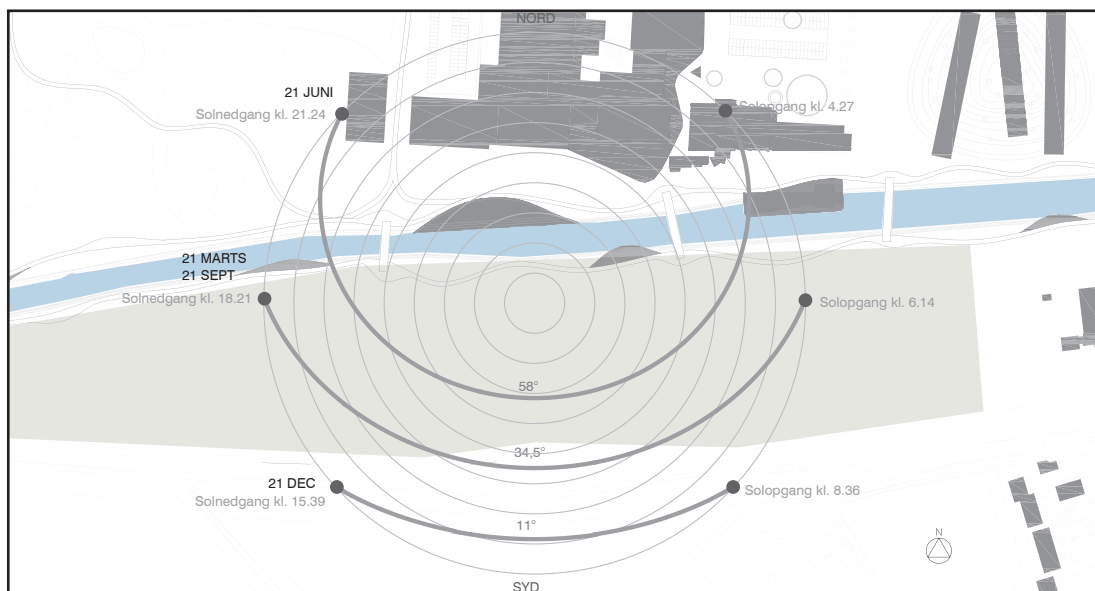 NORD
21 JUNI
Solnedgang kl. 21.24
Solopgang kl. 4.27
21 MARTS
21 SEPT
Solnedgang kl. 18.21
Solopgang kl. 6.14
58°
34,5°
21 DEC
Solnedgang kl. 15.39
Solopgang kl. 8.36
11°
N
SYD